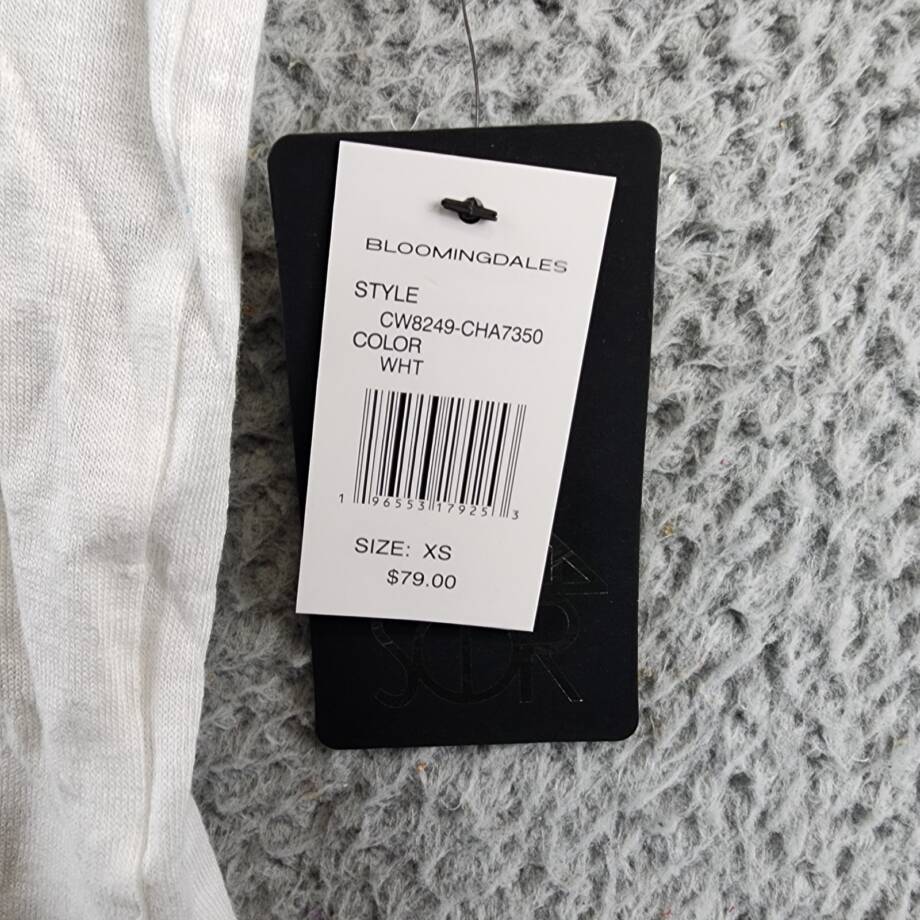 BLOOMINGDALES
STYLE
CW8249-CHA7350
COLOR
WHT
1 96553 17925 3
SIZE: XS
$79.00